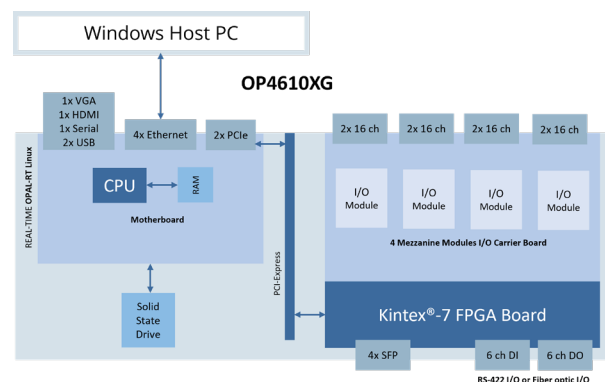 Windows Host PC
OP4610XG
1x VGA
1x HDMI
1x Serial
2x USB
4x Ethernet
2x PCIe
2x 16 ch
2x 16 ch
2x 16 ch
2x 16 ch
REAL-TIME OPAL-RT Linux
CPU
RAM
Motherboard
I/O
Module
I/O
Module
I/O
Module
I/O
Module
4 Mezzanine Modules I/O Carrier Board
PCI-Express
Solid
State
Drive
Kintex®-7 FPGA Board
4x SFP
6 ch DI
6 ch DO
RS-422 I/O or Fiber optic I/O